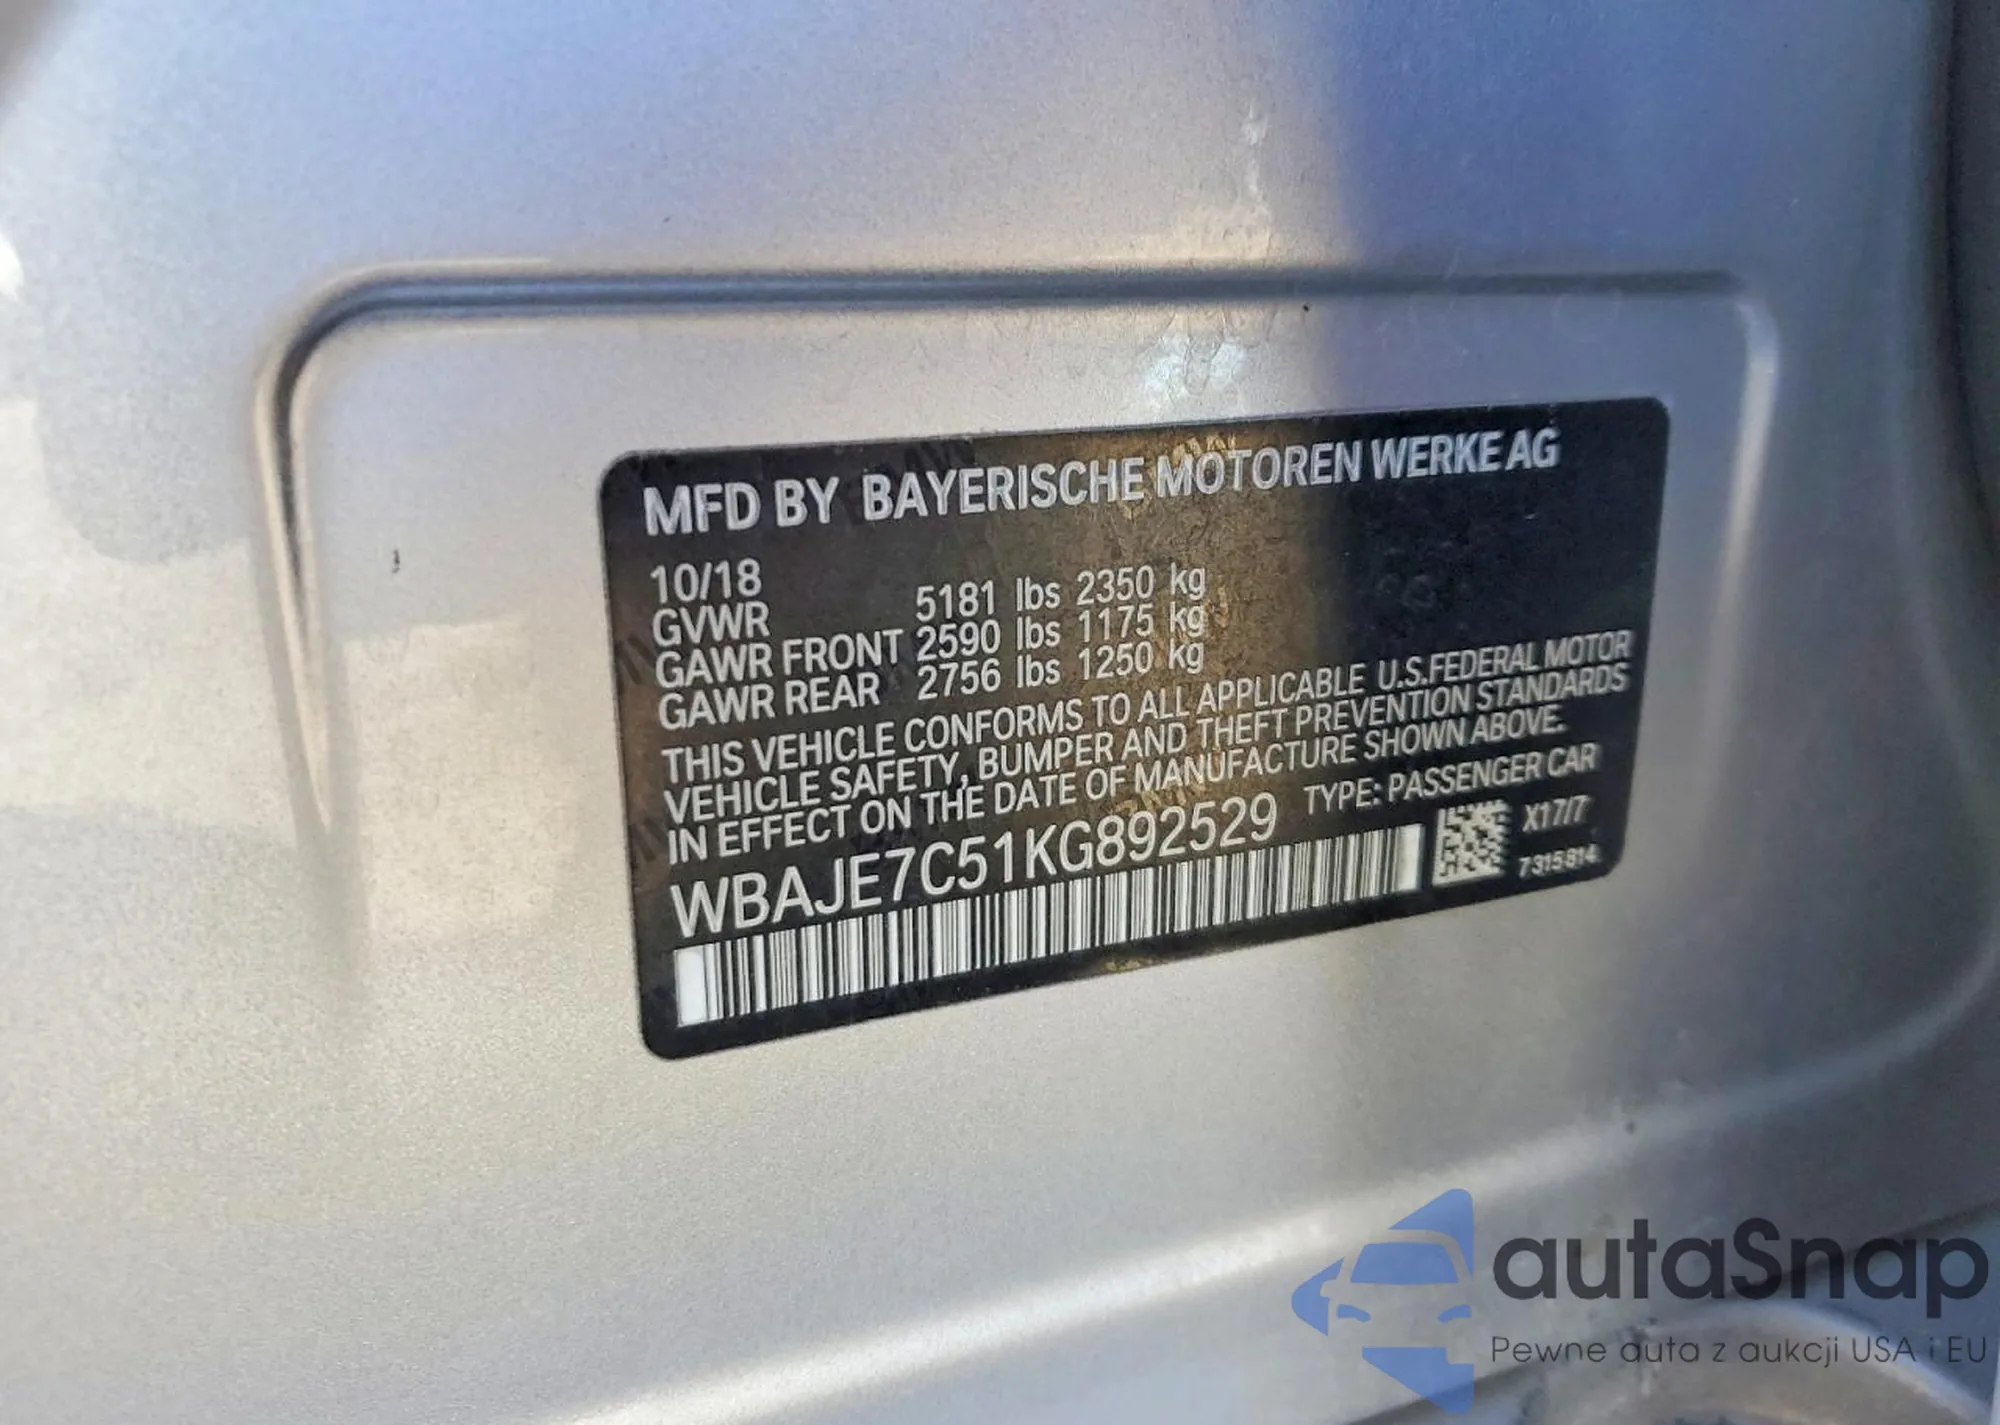 MFD BY BAYERISCHE MOTOREN WERKE AG
10/18
GVWR 5181 lbs 2350 kg
GAWR FRONT 2590 lbs 1175 kg
GAWR REAR 2756 lbs 1250 kg
THIS VEHICLE CONFORMS TO ALL APPLICABLE U.S.FEDERAL MOTOR
VEHICLE SAFETY, BUMPER AND THEFT PREVENTION STANDARDS
IN EFFECT ON THE DATE OF MANUFACTURE SHOWN ABOVE.
WBAJE7C51KG892529 TYPE: PASSENGER CAR
X17/7
7315814
autaSnap
Pewne auta z aukcji USA i EU